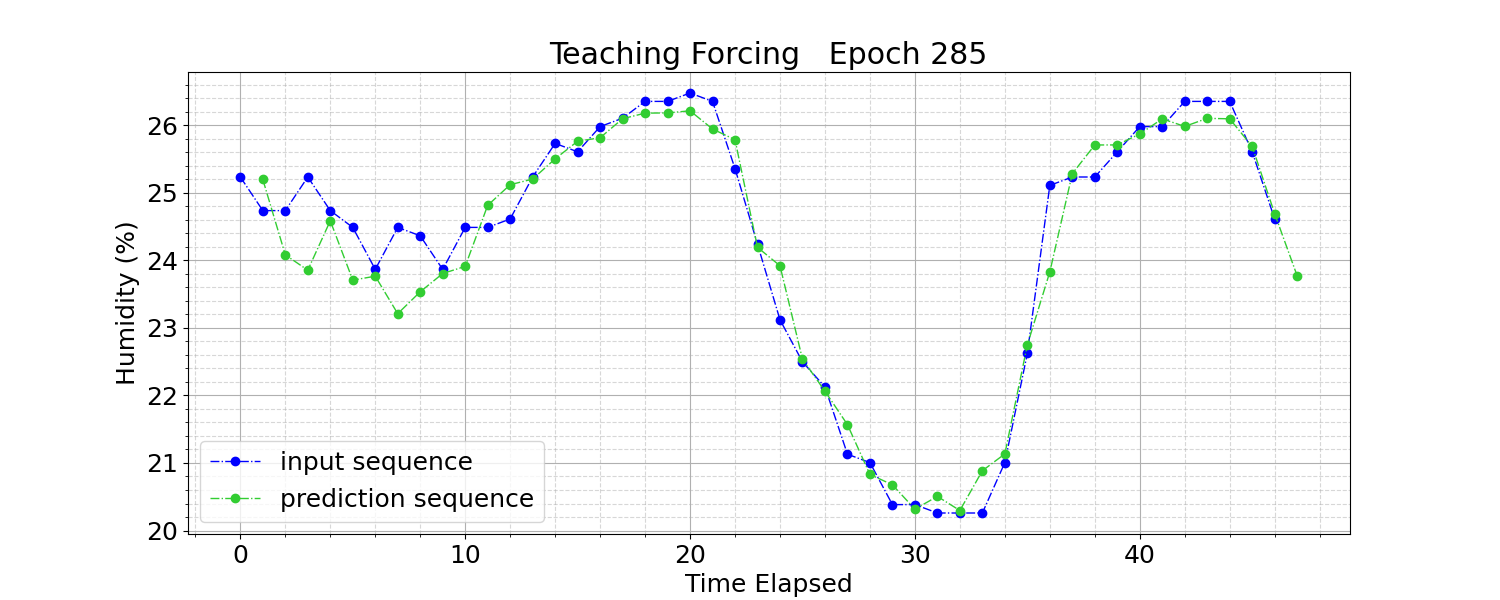 Teaching Forcing   Epoch 285
Humidity (%)
26
25
24
23
22
21
20
input sequence
prediction sequence
0 10 20 30 40
Time Elapsed